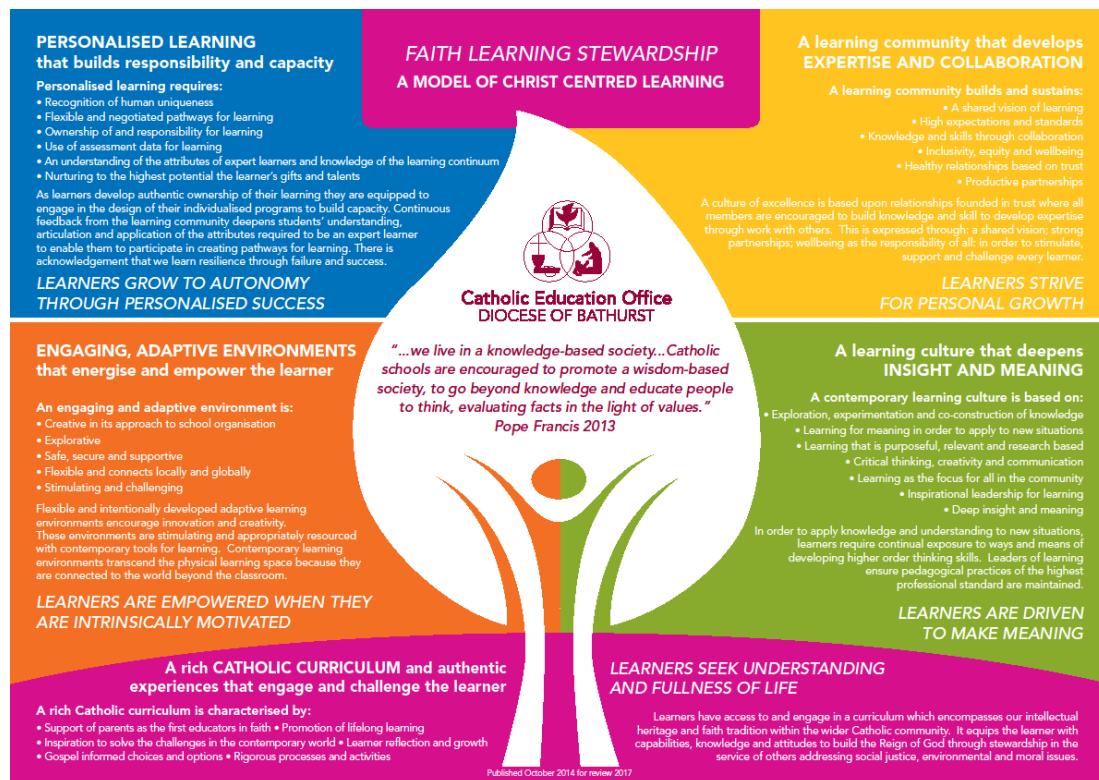 FAITH LEARNING STEWARDSHIP
A MODEL OF CHRIST CENTRED LEARNING
PERSONALISED LEARNING
that builds responsibility and capacity
Personalised learning requires:
• Recognition of human uniqueness
• Flexible and negotiated pathways for learning
• Ownership of and responsibility for learning
• Use of assessment data for learning
• An understanding of the attributes of expert learners and knowledge of the learning continuum
• Nurturing to the highest potential the learner's gifts and talents
As learners develop authentic ownership of their learning they are equipped to
engage in the design of their individualised programs to build capacity. Continuous
feedback from the learning community deepens students' understanding,
articulation and application of the attributes required to be an expert learner
to enable them to participate in creating pathways for learning. There is
acknowledgement that we learn resilience through failure and success.
LEARNERS GROW TO AUTONOMY
THROUGH PERSONALISED SUCCESS
A learning community that develops
EXPERTISE AND COLLABORATION
A learning community builds and sustains:
• A shared vision of learning
• High expectations and standards
• Knowledge and skills through collaboration
• Inclusivity, equity and wellbeing
• Healthy relationships based on trust
• Productive partnerships
A culture of excellence is based upon relationships founded in trust where all
members are encouraged to build knowledge and skill to develop expertise
through work with others. This is expressed through: a shared vision; strong
partnerships; wellbeing as the responsibility of all: in order to stimulate,
support and challenge every learner.
LEARNERS STRIVE
FOR PERSONAL GROWTH
Catholic Education Office
DIOCESE OF BATHURST
"...we live in a knowledge-based society...Catholic
schools are encouraged to promote a wisdom-based
society, to go beyond knowledge and educate people
to think, evaluating facts in the light of values."
Pope Francis 2013
ENGAGING, ADAPTIVE ENVIRONMENTS
that energise and empower the learner
An engaging and adaptive environment is:
• Creative in its approach to school organisation
• Explorative
• Safe, secure and supportive
• Flexible and connects locally and globally
• Stimulating and challenging
Flexible and intentionally developed adaptive learning
environments encourage innovation and creativity.
These environments are stimulating and appropriately resourced
with contemporary tools for learning. Contemporary learning
environments transcend the physical learning space because they
are connected to the world beyond the classroom.
LEARNERS ARE EMPOWERED WHEN THEY
ARE INTRINSICALLY MOTIVATED
A learning culture that deepens
INSIGHT AND MEANING
A contemporary learning culture is based on:
• Exploration, experimentation and co-construction of knowledge
• Learning for meaning in order to apply to new situations
• Learning that is purposeful, relevant and research based
• Critical thinking, creativity and communication
• Learning as the focus for all in the community
• Inspirational leadership for learning
• Deep insight and meaning
In order to apply knowledge and understanding to new situations,
learners require continual exposure to ways and means of
developing higher order thinking skills. Leaders of learning
ensure pedagogical practices of the highest
professional standard are maintained.
LEARNERS ARE DRIVEN
TO MAKE MEANING
A rich CATHOLIC CURRICULUM and authentic
experiences that engage and challenge the learner
A rich Catholic curriculum is characterised by:
• Support of parents as the first educators in faith • Promotion of lifelong learning
• Inspiration to solve the challenges in the contemporary world • Learner reflection and growth
• Gospel informed choices and options • Rigorous processes and activities
LEARNERS SEEK UNDERSTANDING
AND FULLNESS OF LIFE
Learners have access to and engage in a curriculum which encompasses our intellectual
heritage and faith tradition within the wider Catholic community. It equips the learner with
capabilities, knowledge and attitudes to build the Reign of God through stewardship in the
service of others addressing social justice, environmental and moral issues.
Published October 2014 for review 2017